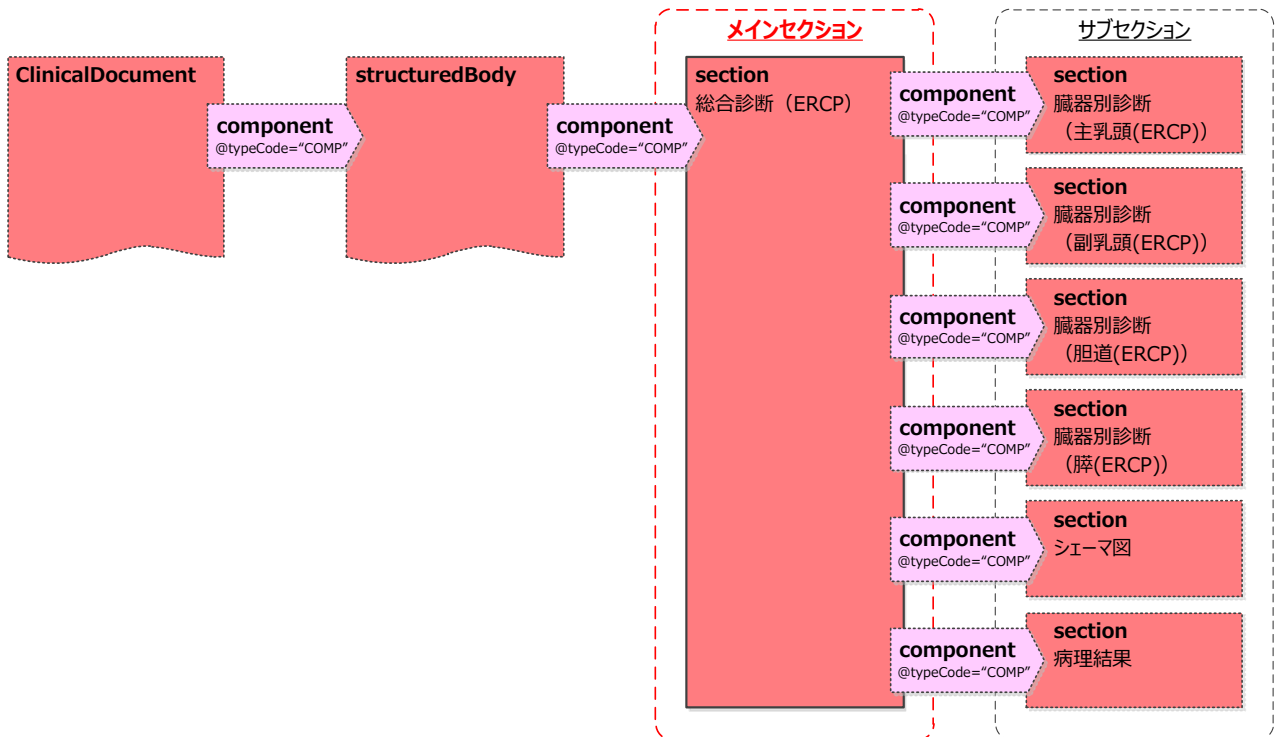 メインセクション
サブセクション
ClinicalDocument
component
@typeCode=“COMP”
structuredBody
component
@typeCode=“COMP”
section
総合診断（ERCP）
component
@typeCode=“COMP”
section
臓器別診断
（主乳頭(ERCP)）
component
@typeCode=“COMP”
section
臓器別診断
（副乳頭(ERCP)）
component
@typeCode=“COMP”
section
臓器別診断
（胆道(ERCP)）
component
@typeCode=“COMP”
section
臓器別診断
（膵(ERCP)）
component
@typeCode=“COMP”
section
シェーマ図
component
@typeCode=“COMP”
section
病理結果